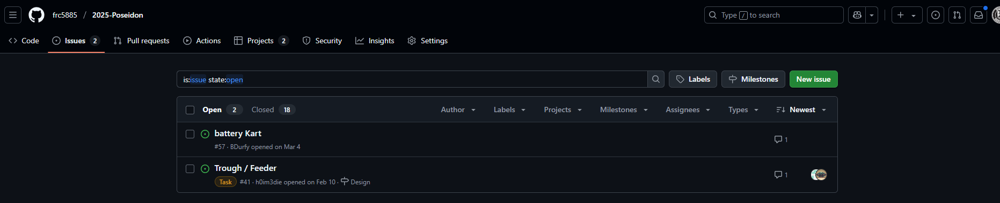 frc5885 / 2025-Poseidon
Type / to search
Code Issues 2 Pull requests Actions Projects 2 Security Insights Settings
is:issue state:open
Labels Milestones New issue
Open 2 Closed 18 Author Labels Projects Milestones Assignees Types Newest
battery Kart
#57 · BDurfy opened on Mar 4
1
Trough / Feeder
Task #41 · h0im3die opened on Feb 10 · Design
1